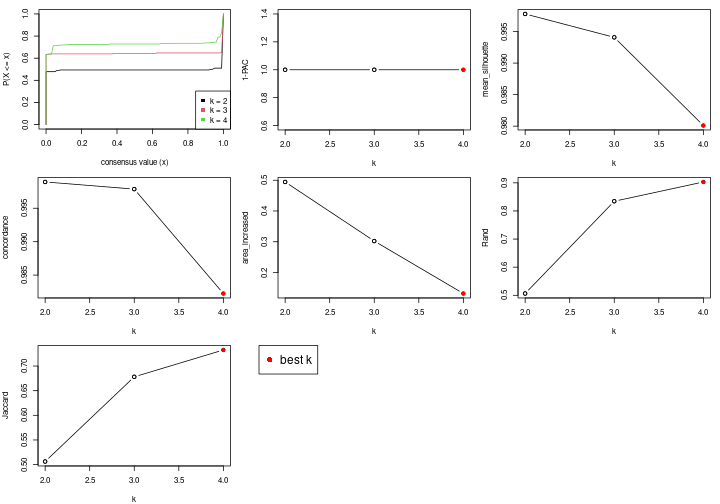 P(X <= x)
0.0 0.2 0.4 0.6 0.8 1.0
k = 2
k = 3
k = 4
0.0 0.2 0.4 0.6 0.8 1.0
consensus value (x)
1-PAC
0.6 0.8 1.0 1.2 1.4
2.0 2.5 3.0 3.5 4.0
k
mean_silhouette
0.980 0.985 0.990 0.995
2.0 2.5 3.0 3.5 4.0
k
concordance
0.985 0.990 0.995
2.0 2.5 3.0 3.5 4.0
k
area_increased
0.2 0.3 0.4 0.5
2.0 2.5 3.0 3.5 4.0
k
Rand
0.5 0.6 0.7 0.8 0.9
2.0 2.5 3.0 3.5 4.0
k
Jaccard
0.50 0.55 0.60 0.65 0.70
2.0 2.5 3.0 3.5 4.0
k
best k